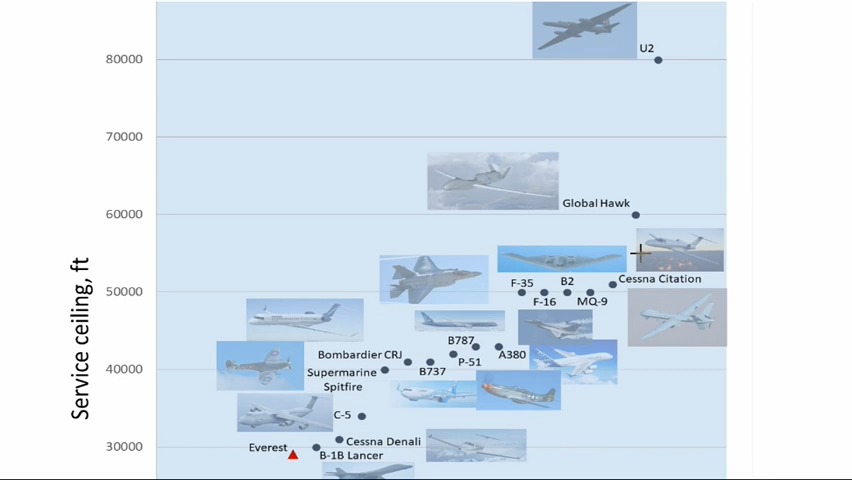 U2
80000
70000
Global Hawk
60000
Service ceiling, ft
Cessna Citation
F-35
B2
50000
F-16
MQ-9
B787
Bombardier CRJ
P-51
A380
40000
B737
Supermarine
Spitfire
C-5
Cessna Denali
Everest
30000
B-1B Lancer